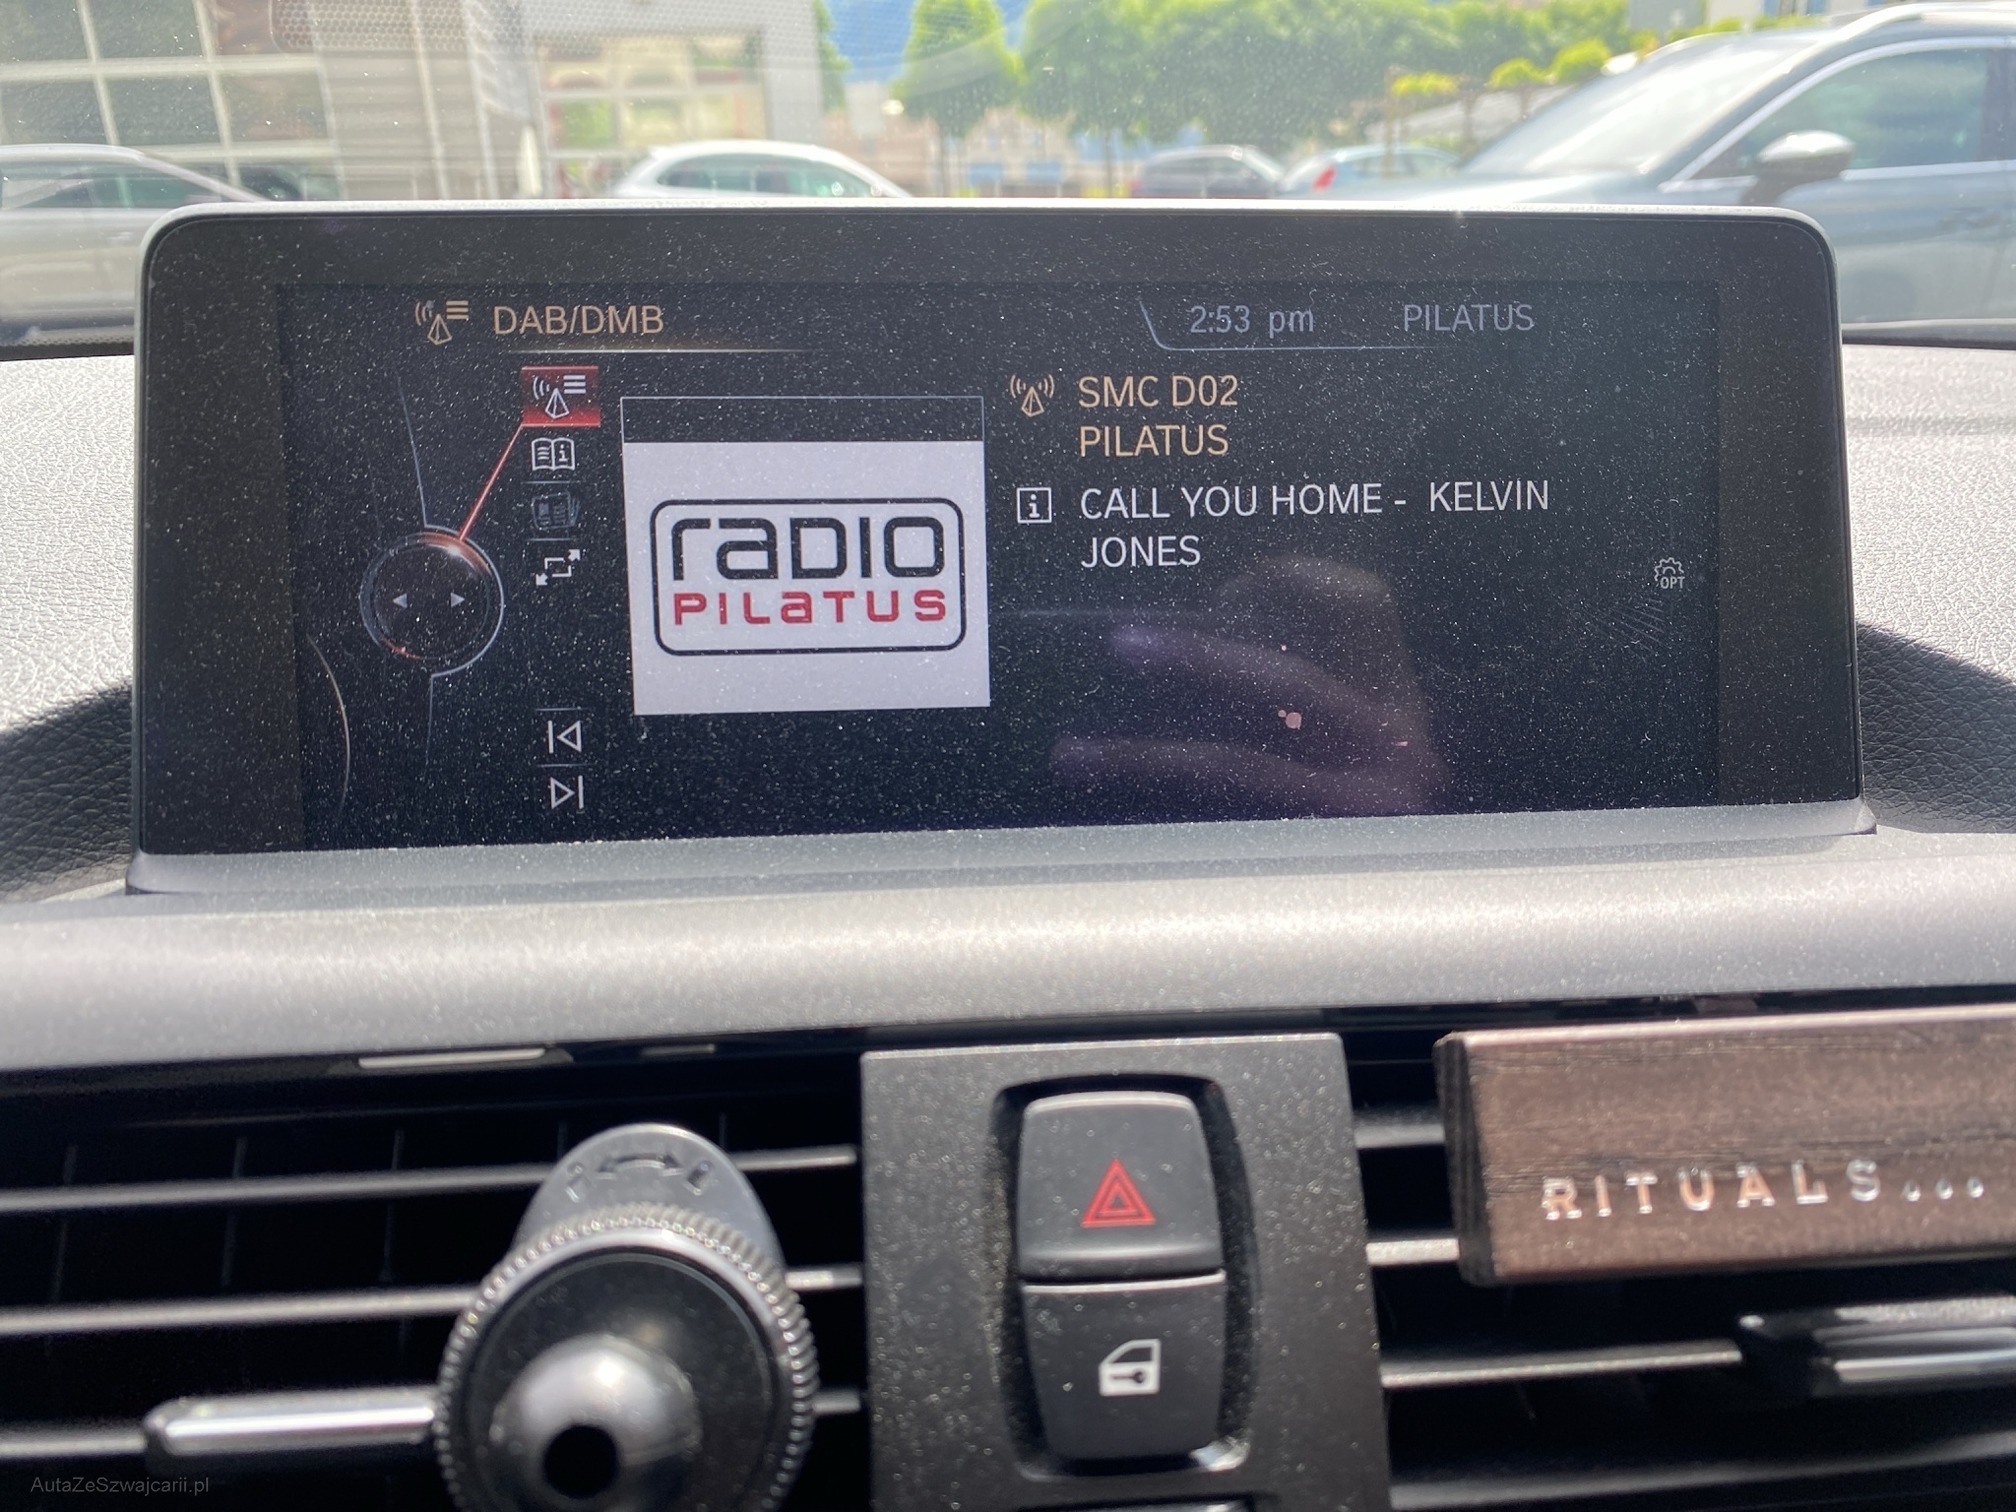 DAB/DMB
2:53 pm PILATUS
SMC D02
PILATUS
CALL YOU HOME - KELVIN
JONES
raDIO
PILaTUS
OPT
RITUALS...
AutaZeSzwajcarii.pl